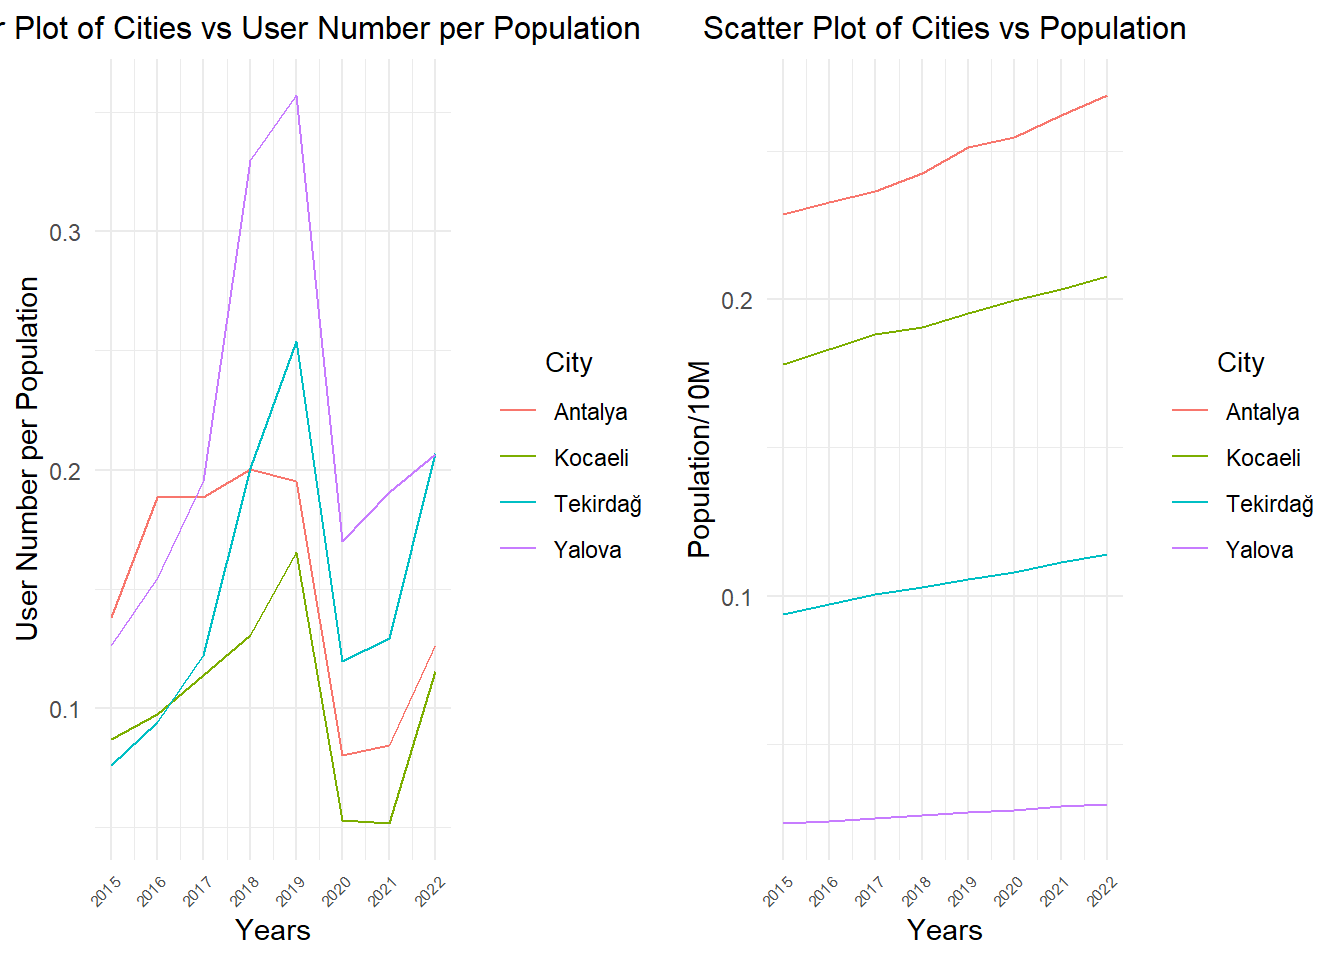 r Plot of Cities vs User Number per Population
User Number per Population
0.3
0.2
0.1
2015
2016
2017
2018
2019
2020
2021
2022
Years
City
Antalya
Kocaeli
Tekirdağ
Yalova
Scatter Plot of Cities vs Population
Population/10M
0.2
0.1
2015
2016
2017
2018
2019
2020
2021
2022
Years
City
Antalya
Kocaeli
Tekirdağ
Yalova